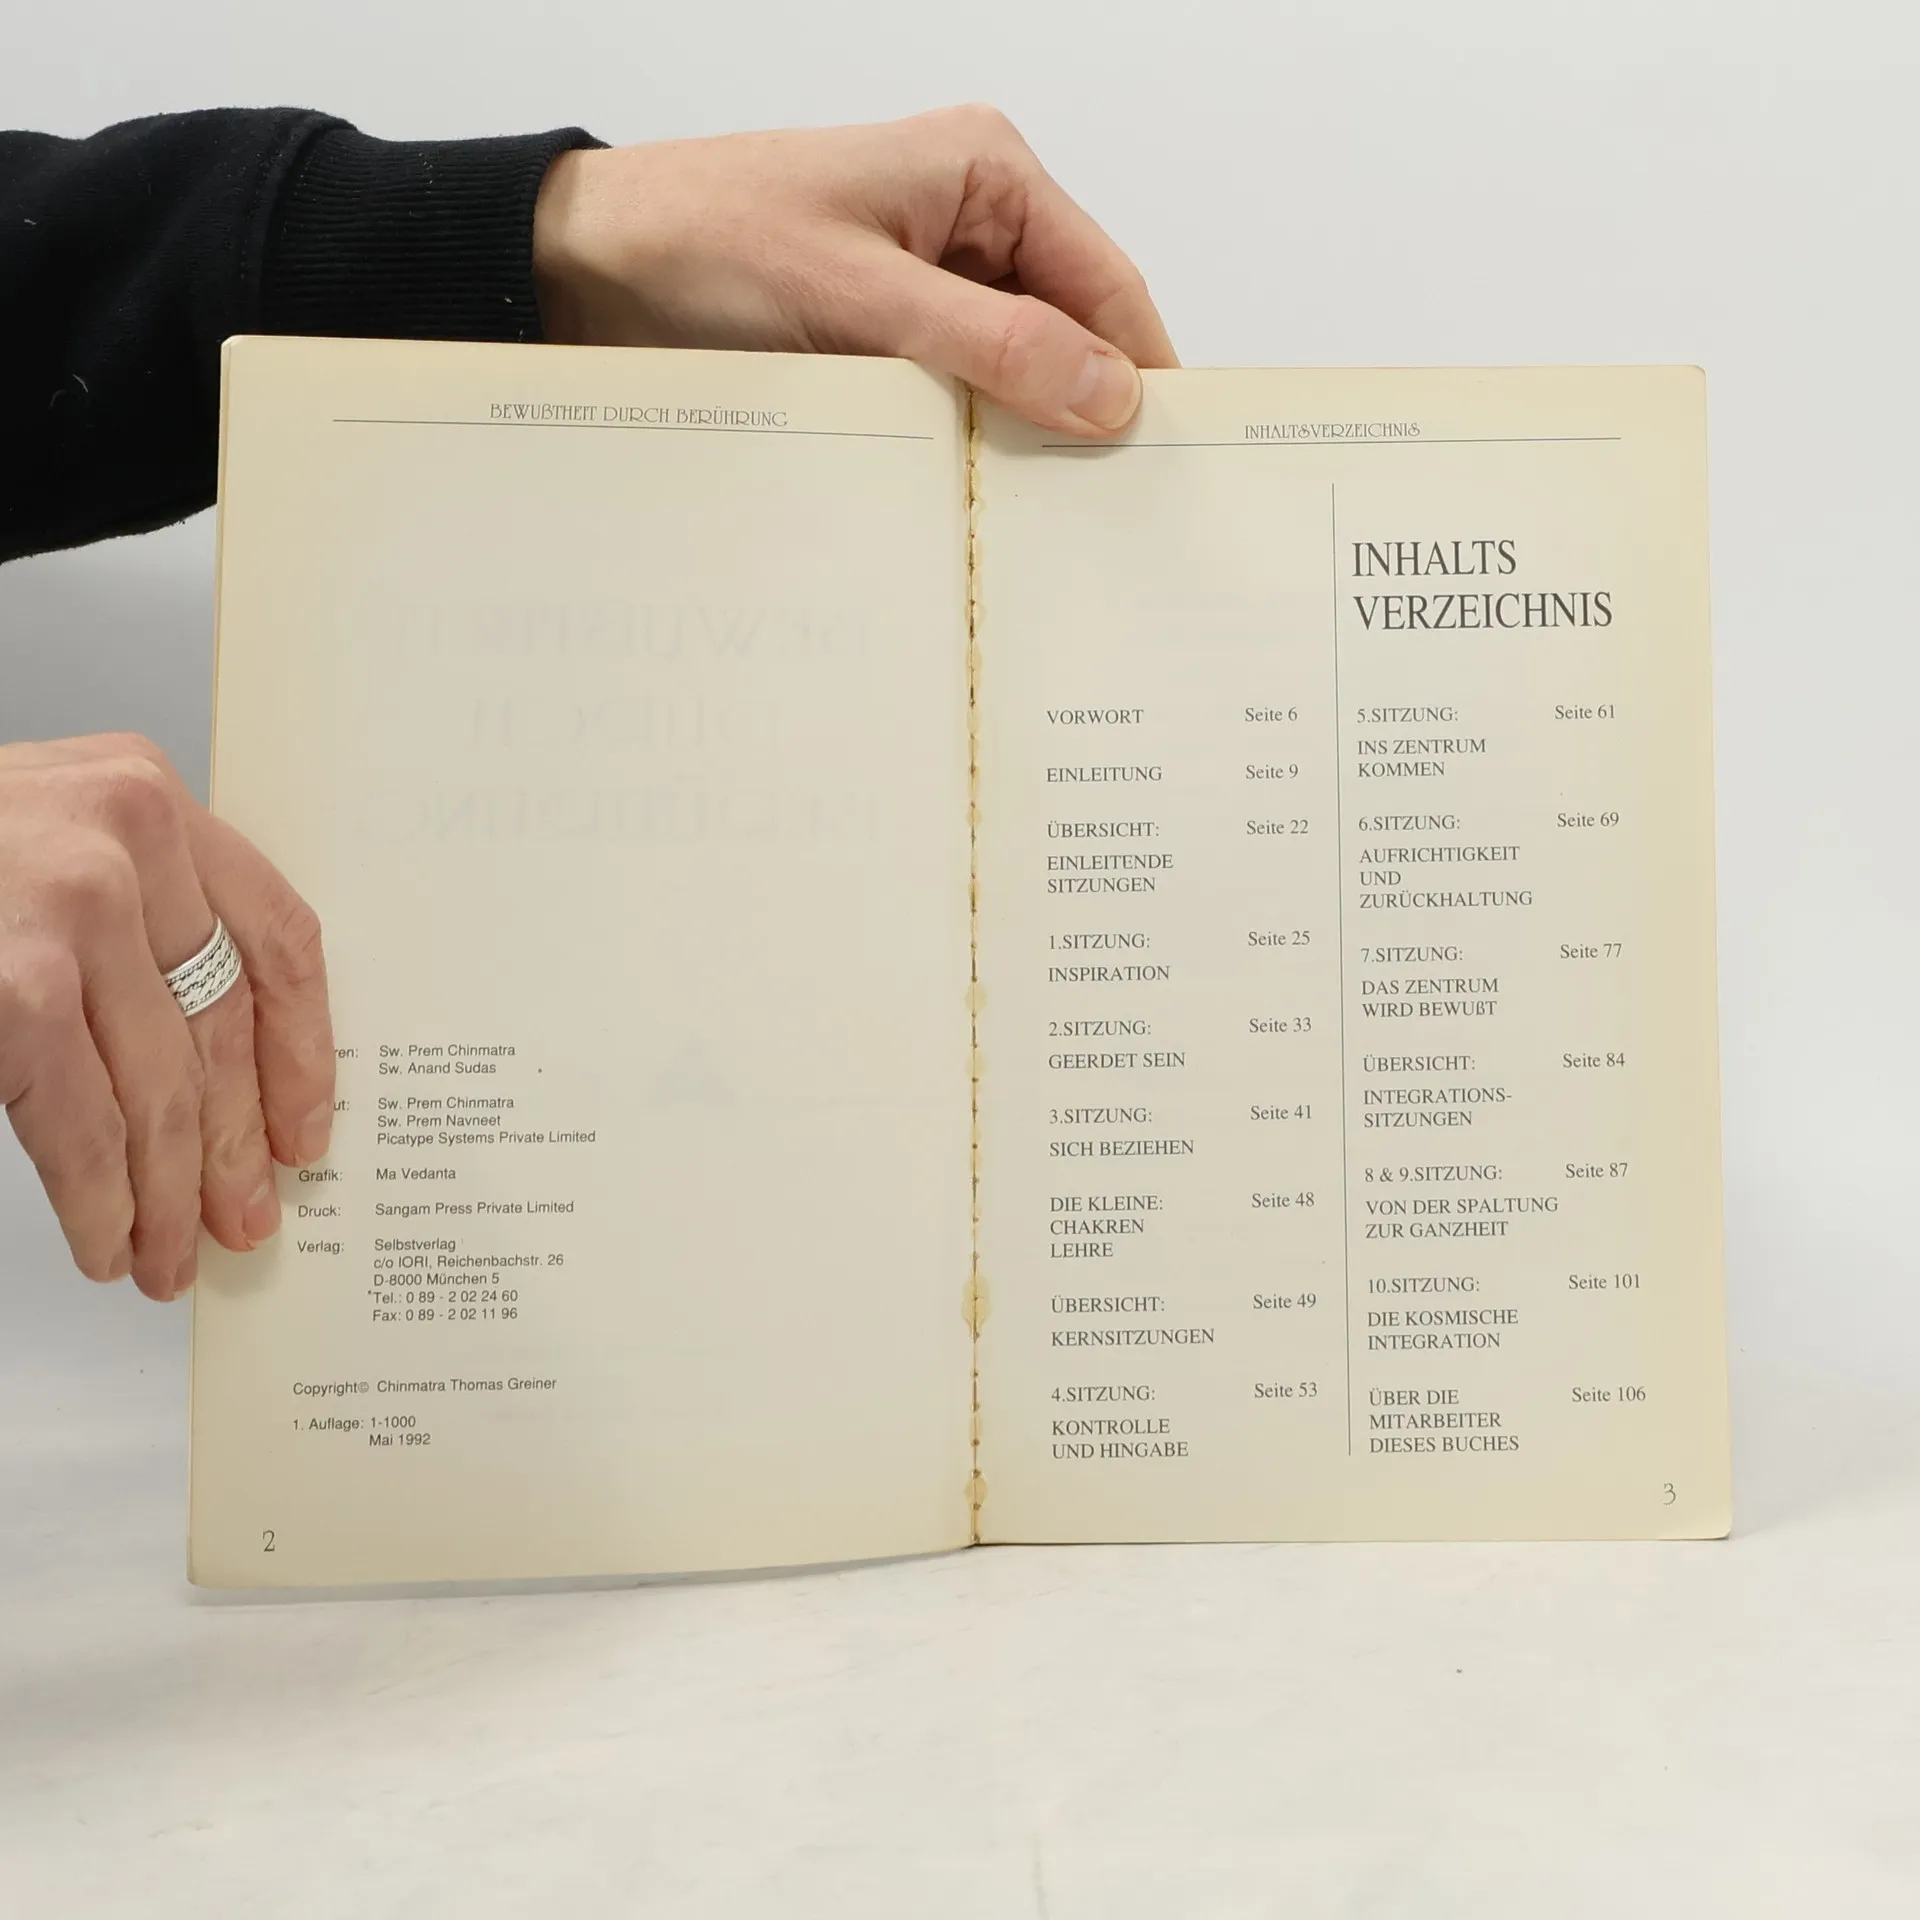 BEWUßTHEIT DURCH BERÜHRUNG
Sw. Prem Chinmatra
Sw. Anand Sudas
Sw. Prem Chinmatra
Sw. Prem Navneet
Picatype Systems Private Limited
Grafik: Ma Vedanta
Druck: Sangam Press Private Limited
Verlag: Selbstverlag
c/o IORI, Reichenbachstr. 26
D-8000 München 5
Tel.: 0 89 - 2 02 24 60
Fax: 0 89 - 2 02 11 96
Copyright© Chinmatra Thomas Greiner
1. Auflage: 1-1000
Mai 1992
2
INHALTSVERZEICHNIS
INHALTS
VERZEICHNIS
VORWORT Seite 6
EINLEITUNG Seite 9
ÜBERSICHT: Seite 22
EINLEITENDE
SITZUNGEN
1.SITZUNG: Seite 25
INSPIRATION
2.SITZUNG: Seite 33
GEERDET SEIN
3.SITZUNG: Seite 41
SICH BEZIEHEN
DIE KLEINE: Seite 48
CHAKREN
LEHRE
ÜBERSICHT: Seite 49
KERNSITZUNGEN
4.SITZUNG: Seite 53
KONTROLLE
UND HINGABE
5.SITZUNG: Seite 61
INS ZENTRUM
KOMMEN
6.SITZUNG: Seite 69
AUFRICHTIGKEIT
UND
ZURÜCKHALTUNG
7.SITZUNG: Seite 77
DAS ZENTRUM
WIRD BEWUßT
ÜBERSICHT: Seite 84
INTEGRATIONS-
SITZUNGEN
8 & 9.SITZUNG: Seite 87
VON DER SPALTUNG
ZUR GANZHEIT
10.SITZUNG: Seite 101
DIE KOSMISCHE
INTEGRATION
ÜBER DIE Seite 106
MITARBEITER
DIESES BUCHES
3